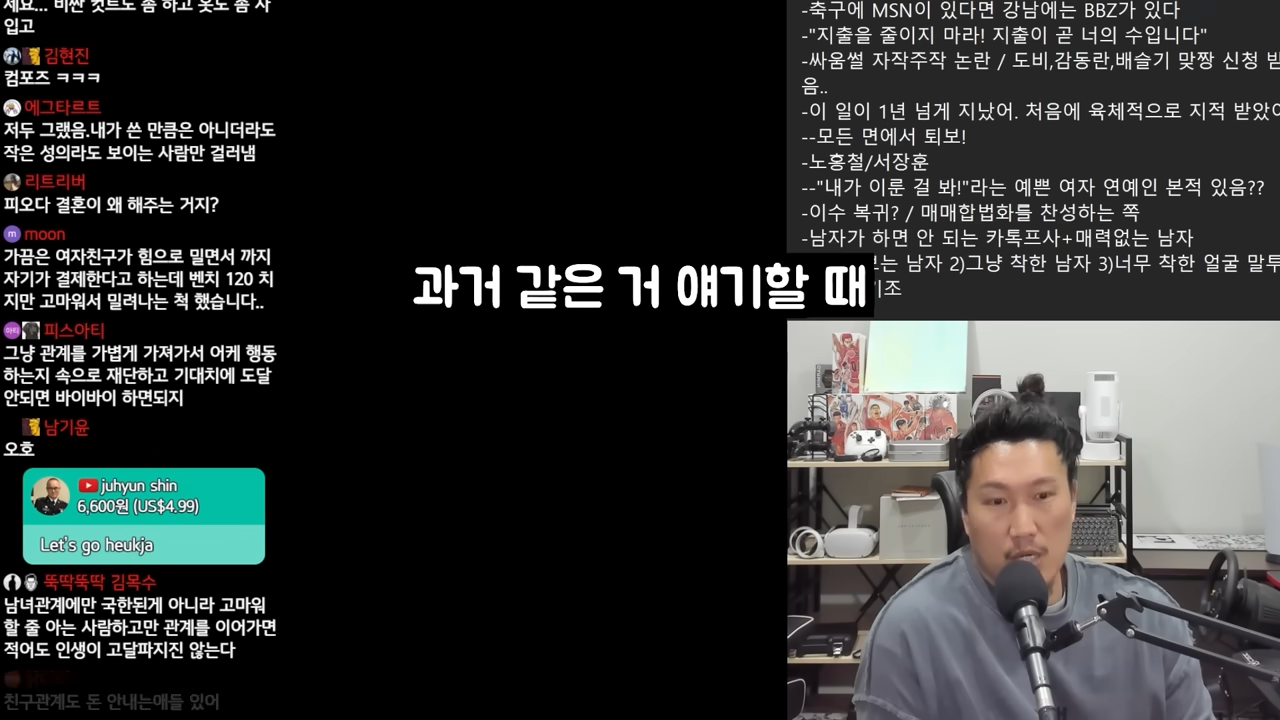 세요... 비싼 컷트도 좀 하고 옷도 좀 사
입고
김현진
컴포즈 ㅋㅋㅋ
에그타르트
저두 그랬음.내가 쓴 만큼은 아니더라도
작은 성의라도 보이는 사람만 걸러냄
리트리버
피오다 결혼이 왜 해주는 거지?
m moon
가끔은 여자친구가 힘으로 밀면서 까지
자기가 결제한다고 하는데 벤치 120 치
지만 고마워서 밀려나는 척 했습니다..
피스아티
그냥 관계를 가볍게 가져가서 어케 행동
하는지 속으로 재단하고 기대치에 도달
안되면 바이바이 하면되지
남기윤
오호
juhyun shin
6,600원 (US$4.99)
Let's go heukja
뚝딱뚝딱 김목수
남녀관계에만 국한된게 아니라 고마워
할 줄 아는 사람하고만 관계를 이어가면
적어도 인생이 고달파지진 않는다
친구관계도 돈 안내는애들 있어
과거 같은 거 얘기할 때
-축구에 MSN이 있다면 강남에는 BBZ가 있다
-"지출을 줄이지 마라! 지출이 곧 너의 수입니다"
-싸움썰 자작주작 논란 / 도비,감동란,배슬기 맞짱 신청 받
음..
-이 일이 1년 넘게 지났어. 처음에 육체적으로 지적 받았어
--모든 면에서 퇴보!
-노홍철/서장훈
--"내가 이룬 걸 봐!"라는 예쁜 여자 연예인 본적 있음??
-이수 복귀? / 매매합법화를 찬성하는 쪽
-남자가 하면 안 되는 카톡프사+매력없는 남자
보는 남자 2)그냥 착한 남자 3)너무 착한 얼굴 말투
기조